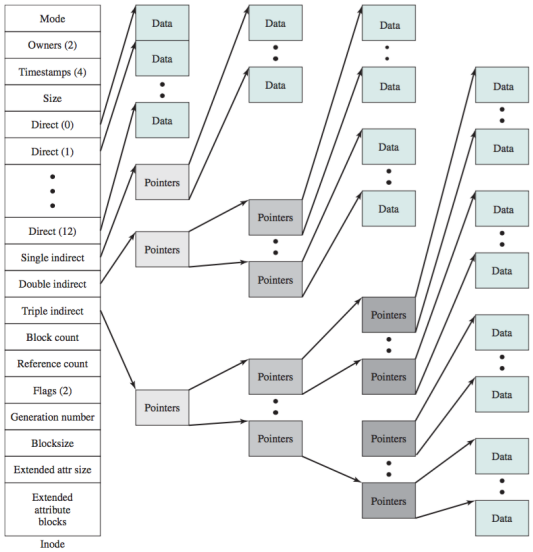 Mode
Owners (2)
Timestamps (4)
Size
Direct (0)
Direct (1)
Direct (12)
Single indirect
Double indirect
Triple indirect
Block count
Reference count
Flags (2)
Generation number
Blocksize
Extended attr size
Extended
attribute
blocks
Inode
Data
Data
Data
Pointers
Pointers
Pointers
Data
Data
Pointers
Pointers
Pointers
Pointers
Data
Data
Data
Data
Pointers
Pointers
Pointers
Pointers
Data
Data
Data
Data
Data
Data
Data
Data